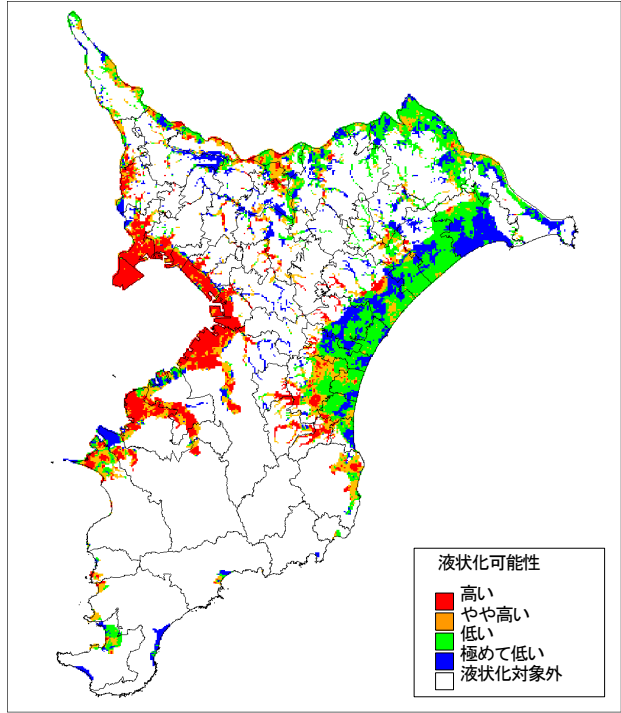 液状化可能性
高い
やや高い
低い
極めて低い
液状化対象外